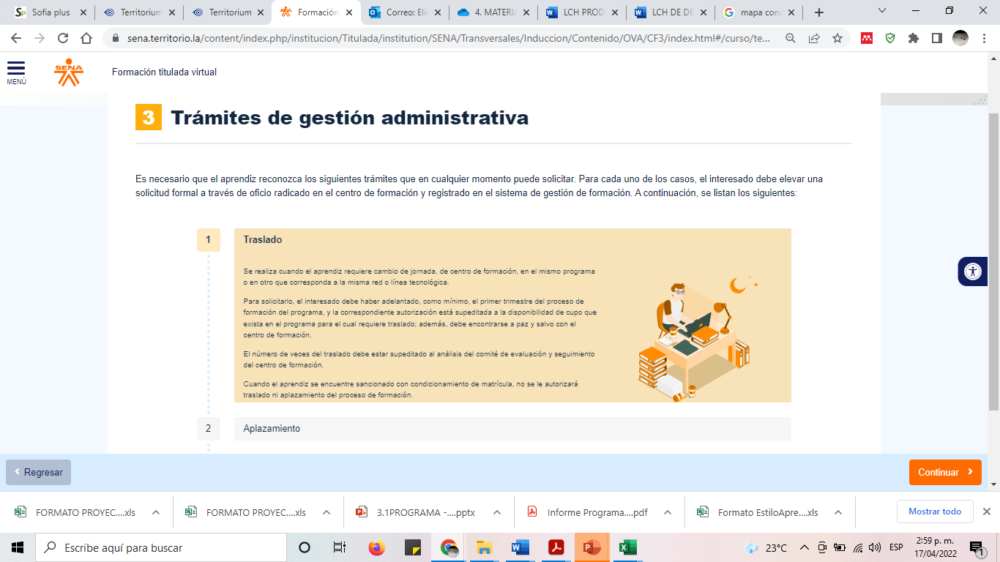 Sofia plus
Territorium
Territorium
Formación
Correo: Eli
4. MATERIA
LCH PROD
LCH DE DE
mapa conc
sena.territorio.la/content/index.php/institucion/Titulada/institution/SENA/Transversales/Induccion/Contenido/OVA/CF3/index.html#/curso/te...
MENÚ
SENA
Formación titulada virtual
3 Trámites de gestión administrativa
Es necesario que el aprendiz reconozca los siguientes trámites que en cualquier momento puede solicitar. Para cada uno de los casos, el interesado debe elevar una
solicitud formal a través de oficio radicado en el centro de formación y registrado en el sistema de gestión de formación. A continuación, se listan los siguientes:
1 Traslado
Se realiza cuando el aprendiz requiere cambio de jornada, de centro de formación, en el mismo programa
o en otro que corresponda a la misma red o línea tecnológica.
Para solicitarlo, el interesado debe haber adelantado, como mínimo, el primer trimestre del proceso de
formación del programa, y la correspondiente autorización está supeditada a la disponibilidad de cupo que
exista en el programa para el cual requiere traslado; además, debe encontrarse a paz y salvo con el
centro de formación.
El número de veces del traslado debe estar supeditado al análisis del comité de evaluación y seguimiento
del centro de formación.
Cuando el aprendiz se encuentre sancionado con condicionamiento de matrícula, no se le autorizará
traslado ni aplazamiento del proceso de formación.
2 Aplazamiento
Regresar
Continuar
FORMATO PROYEC....xls
FORMATO PROYEC....xls
3.1PROGRAMA -....pptx
Informe Programa....pdf
Formato EstiloApre....xls
Mostrar todo
Escribe aquí para buscar
23°C
ESP
2:59 p. m.
17/04/2022
1